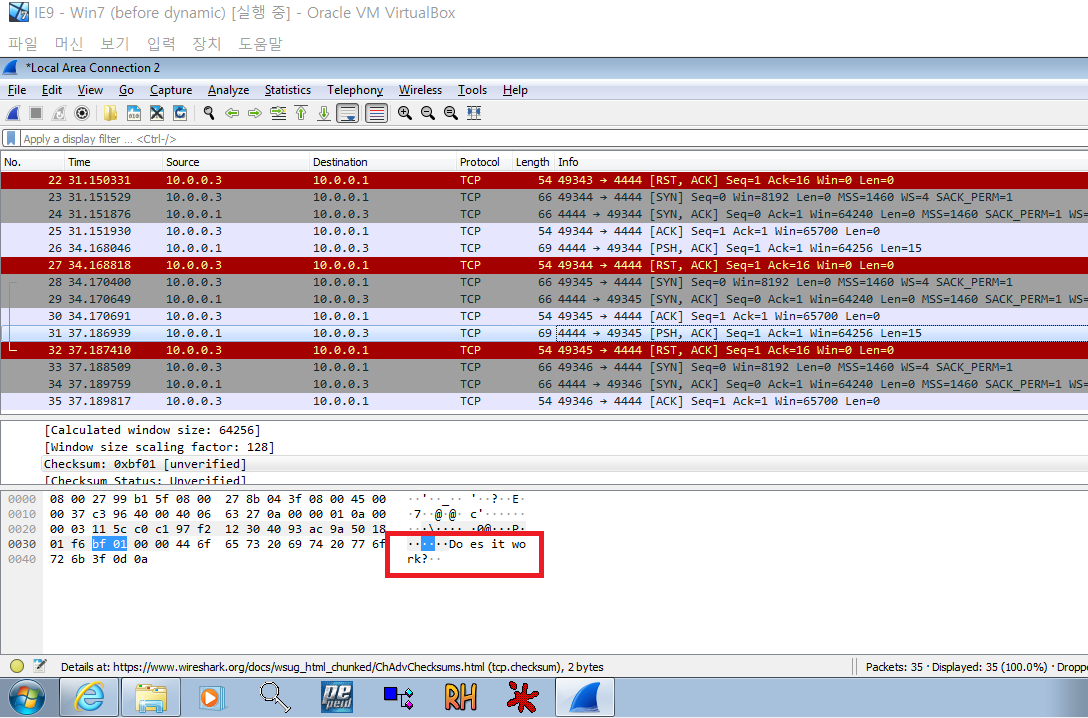 IE9 - Win7 (before dynamic) [실행 중] - Oracle VM VirtualBox
파일 머신 보기 입력 장치 도움말
*Local Area Connection 2
File Edit View Go Capture Analyze Statistics Telephony Wireless Tools Help
Apply a display filter ... <Ctrl-/>
No. Time Source Destination Protocol Length Info
22 31.150331 10.0.0.3 10.0.0.1 TCP 54 49343 → 4444 [RST, ACK] Seq=1 Ack=16 Win=0 Len=0
23 31.151529 10.0.0.3 10.0.0.1 TCP 66 49344 → 4444 [SYN] Seq=0 Win=8192 Len=0 MSS=1460 WS=4 SACK_PERM=1
24 31.151876 10.0.0.1 10.0.0.3 TCP 66 4444 → 49344 [SYN, ACK] Seq=0 Ack=1 Win=64240 Len=0 MSS=1460 SACK_PERM=1 WS=
25 31.151930 10.0.0.3 10.0.0.1 TCP 54 49344 → 4444 [ACK] Seq=1 Ack=1 Win=65700 Len=0
26 34.168046 10.0.0.1 10.0.0.3 TCP 69 4444 → 49344 [PSH, ACK] Seq=1 Ack=1 Win=64256 Len=15
27 34.168818 10.0.0.3 10.0.0.1 TCP 54 49344 → 4444 [RST, ACK] Seq=1 Ack=16 Win=0 Len=0
28 34.170400 10.0.0.3 10.0.0.1 TCP 66 49345 → 4444 [SYN] Seq=0 Win=8192 Len=0 MSS=1460 WS=4 SACK_PERM=1
29 34.170649 10.0.0.1 10.0.0.3 TCP 66 4444 → 49345 [SYN, ACK] Seq=0 Ack=1 Win=64240 Len=0 MSS=1460 SACK_PERM=1 WS=
30 34.170691 10.0.0.3 10.0.0.1 TCP 54 49345 → 4444 [ACK] Seq=1 Ack=1 Win=65700 Len=0
31 37.186939 10.0.0.1 10.0.0.3 TCP 69 4444 → 49345 [PSH, ACK] Seq=1 Ack=1 Win=64256 Len=15
32 37.187410 10.0.0.3 10.0.0.1 TCP 54 49345 → 4444 [RST, ACK] Seq=1 Ack=16 Win=0 Len=0
33 37.188509 10.0.0.3 10.0.0.1 TCP 66 49346 → 4444 [SYN] Seq=0 Win=8192 Len=0 MSS=1460 WS=4 SACK_PERM=1
34 37.189759 10.0.0.1 10.0.0.3 TCP 66 4444 → 49346 [SYN, ACK] Seq=0 Ack=1 Win=64240 Len=0 MSS=1460 SACK_PERM=1 WS=
35 37.189817 10.0.0.3 10.0.0.1 TCP 54 49346 → 4444 [ACK] Seq=1 Ack=1 Win=65700 Len=0
[Calculated window size: 64256]
[Window size scaling factor: 128]
Checksum: 0xbf01 [unverified]
[Checksum Status: Unverified]
0000 08 00 27 99 b1 5f 08 00 27 8b 04 3f 08 00 45 00 ··'··_·· '··?··E·
0010 00 37 c3 96 40 00 40 06 63 27 0a 00 00 01 0a 00 ·7··@·@· c'······
0020 00 03 11 5c c0 c1 97 f2 12 30 40 93 ac 9a 50 18 ···\···· ·0@···P·
0030 01 f6 bf 01 00 00 44 6f 65 73 20 69 74 20 77 6f ······Do es it wo
0040 72 6b 3f 0d 0a rk?··
Details at: https://www.wireshark.org/docs/wsug_html_chunked/ChAdvChecksums.html (tcp.checksum), 2 bytes
Packets: 35 · Displayed: 35 (100.0%) · Droppe
PE
PEiD
RH